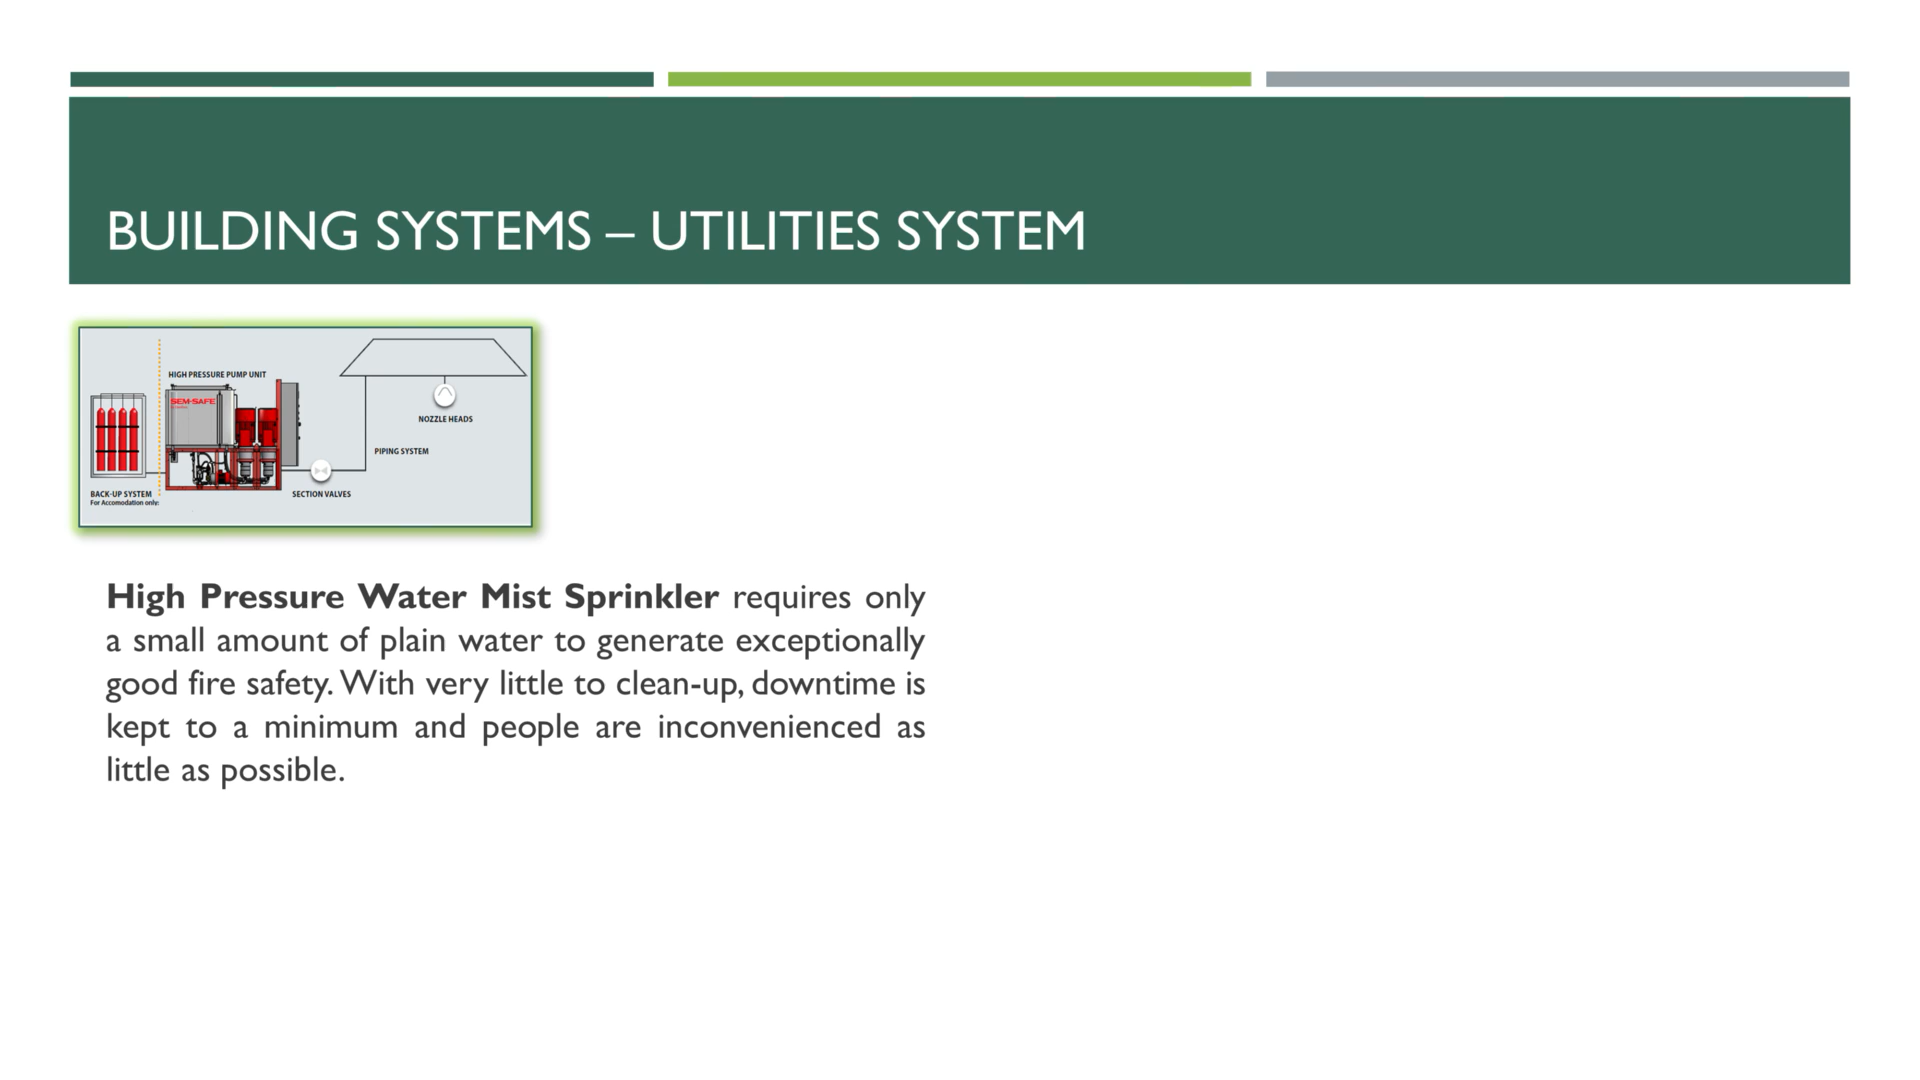 BUILDING SYSTEMS – UTILITIES SYSTEM
HIGH PRESSURE PUMP UNIT
SEM-SAFE
NOZZLE HEADS
PIPING SYSTEM
BACK-UP SYSTEM
For Accomodation only:
SECTION VALVES
High Pressure Water Mist Sprinkler requires only
a small amount of plain water to generate exceptionally
good fire safety. With very little to clean-up, downtime is
kept to a minimum and people are inconvenienced as
little as possible.